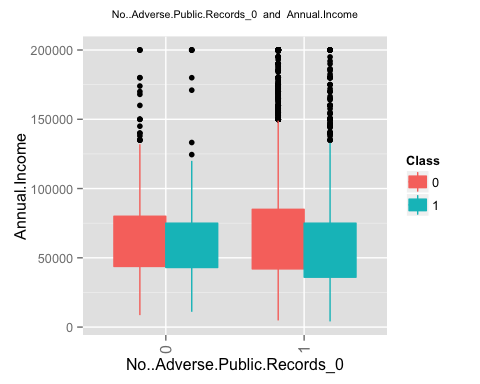 No..Adverse.Public.Records_0 and Annual.Income
200000
150000
100000
50000
0
Annual.Income
0
1
No..Adverse.Public.Records_0
Class
0
1